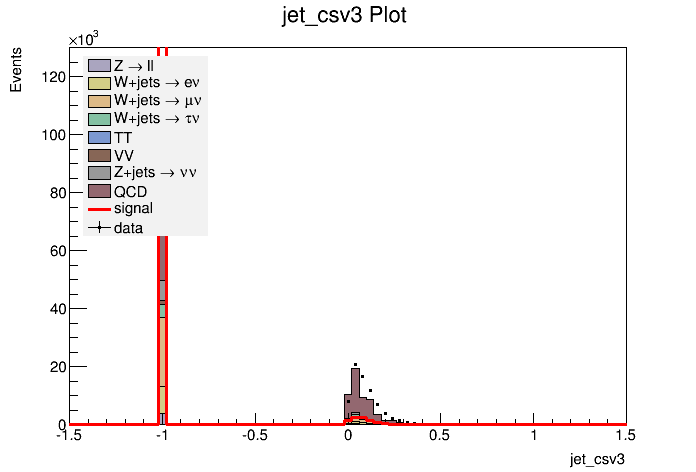 jet_csv3 Plot
×10³
Events
120
100
80
60
40
20
0
Z → ll
W+jets → eν
W+jets → μν
W+jets → τν
TT
VV
Z+jets → νν
QCD
signal
data
-1.5 -1 -0.5 0 0.5 1 1.5
jet_csv3